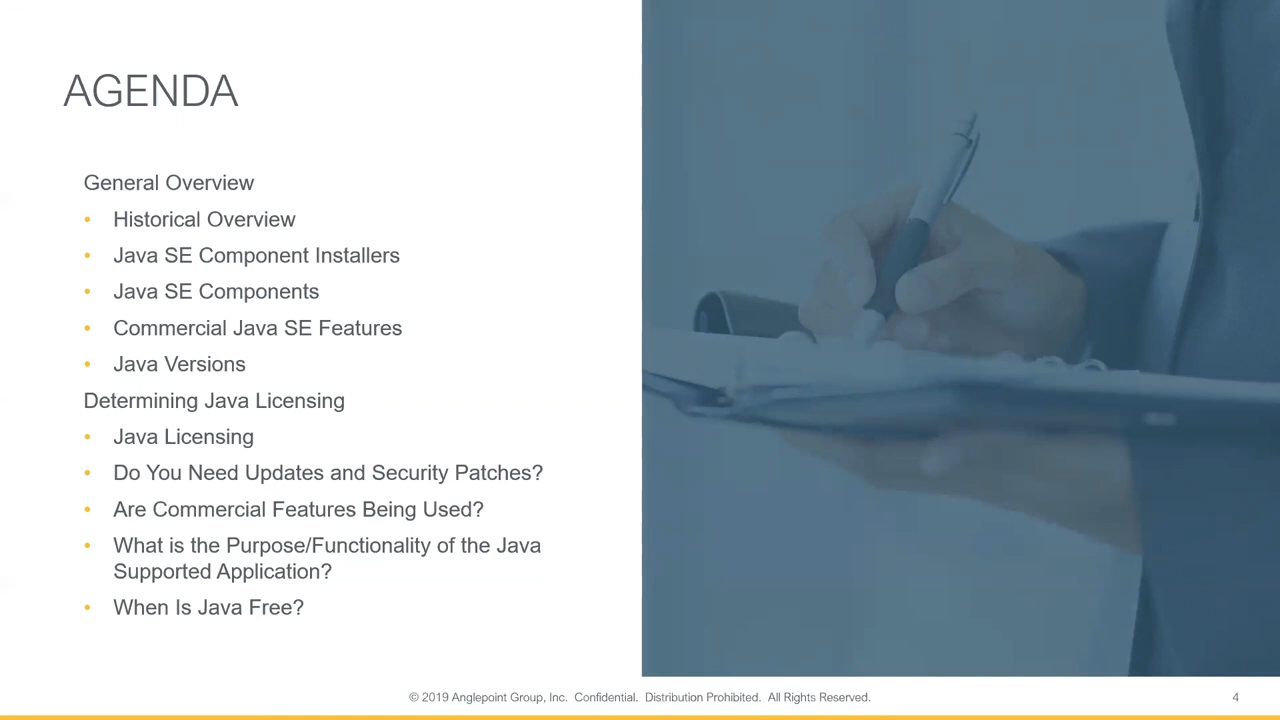 AGENDA
General Overview
• Historical Overview
• Java SE Component Installers
• Java SE Components
• Commercial Java SE Features
• Java Versions
Determining Java Licensing
• Java Licensing
• Do You Need Updates and Security Patches?
• Are Commercial Features Being Used?
• What is the Purpose/Functionality of the Java
Supported Application?
• When Is Java Free?
© 2019 Anglepoint Group, Inc.  Confidential.  Distribution Prohibited.  All Rights Reserved.
4